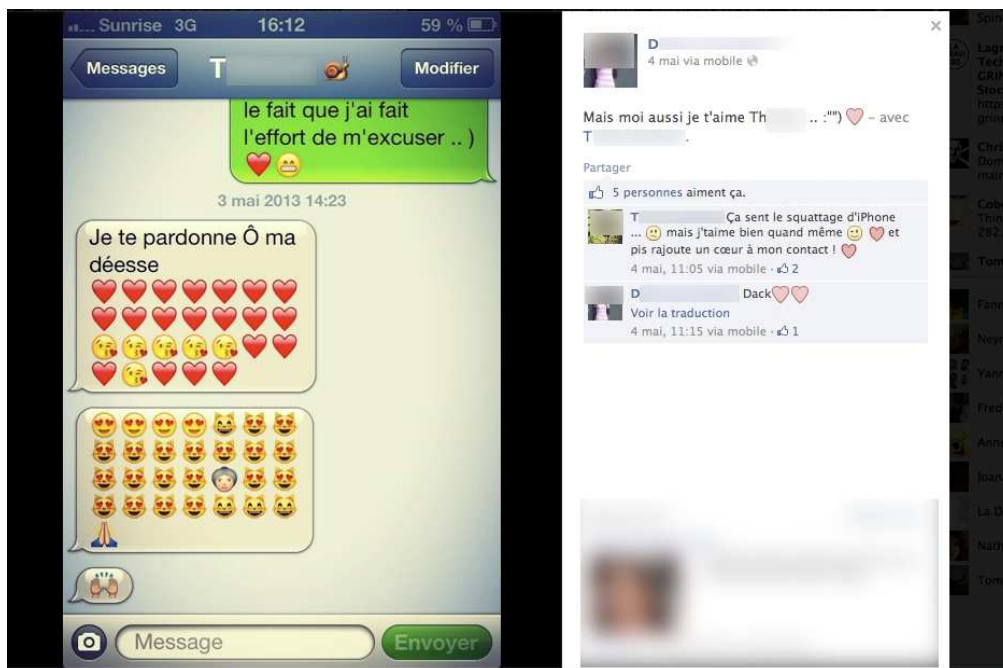 Sunrise 3G 16:12 59 %
Messages
T 🐌
Modifier
le fait que j'ai fait
l'effort de m'excuser .. )
❤️😁
3 mai 2013 14:23
Je te pardonne Ô ma
déesse
❤️❤️❤️❤️❤️❤️❤️
❤️❤️❤️❤️❤️❤️❤️
😘😘😘😘😘❤️❤️
❤️😘❤️❤️❤️
😍😍😍😍😹😻😻
😻😻😻😻😻😻😻
😻😻😻😻👵😻😻
😻😻😻😻😹😹😹
🙏
🙌
Message
Envoyer
D
4 mai via mobile
Mais moi aussi je t'aime Th .. :"") ♥ – avec
T .
Partager
5 personnes aiment ça.
T Ça sent le squattage d'iPhone
... 🙁 mais j'taime bien quand même 🙂 ♥ et
pis rajoute un cœur à mon contact ! ♥
4 mai, 11:05 via mobile · 2
D Dack♥♥
Voir la traduction
4 mai, 11:15 via mobile · 1